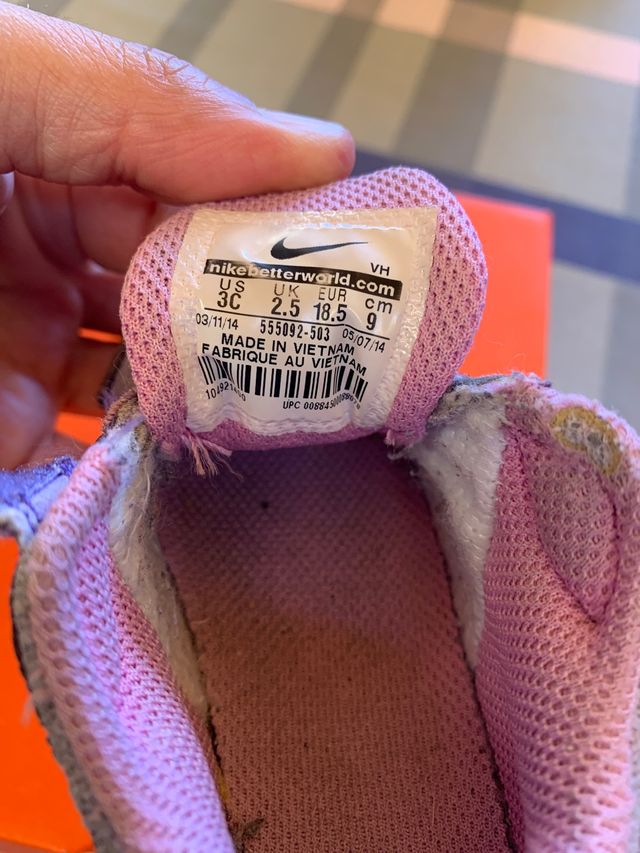 nikebetterworld.com
VH
US UK EUR cm
3C 2.5 18.5 9
03/11/14 555092-503 05/07/14
MADE IN VIETNAM
FABRIQUE AU VIETNAM
UPC